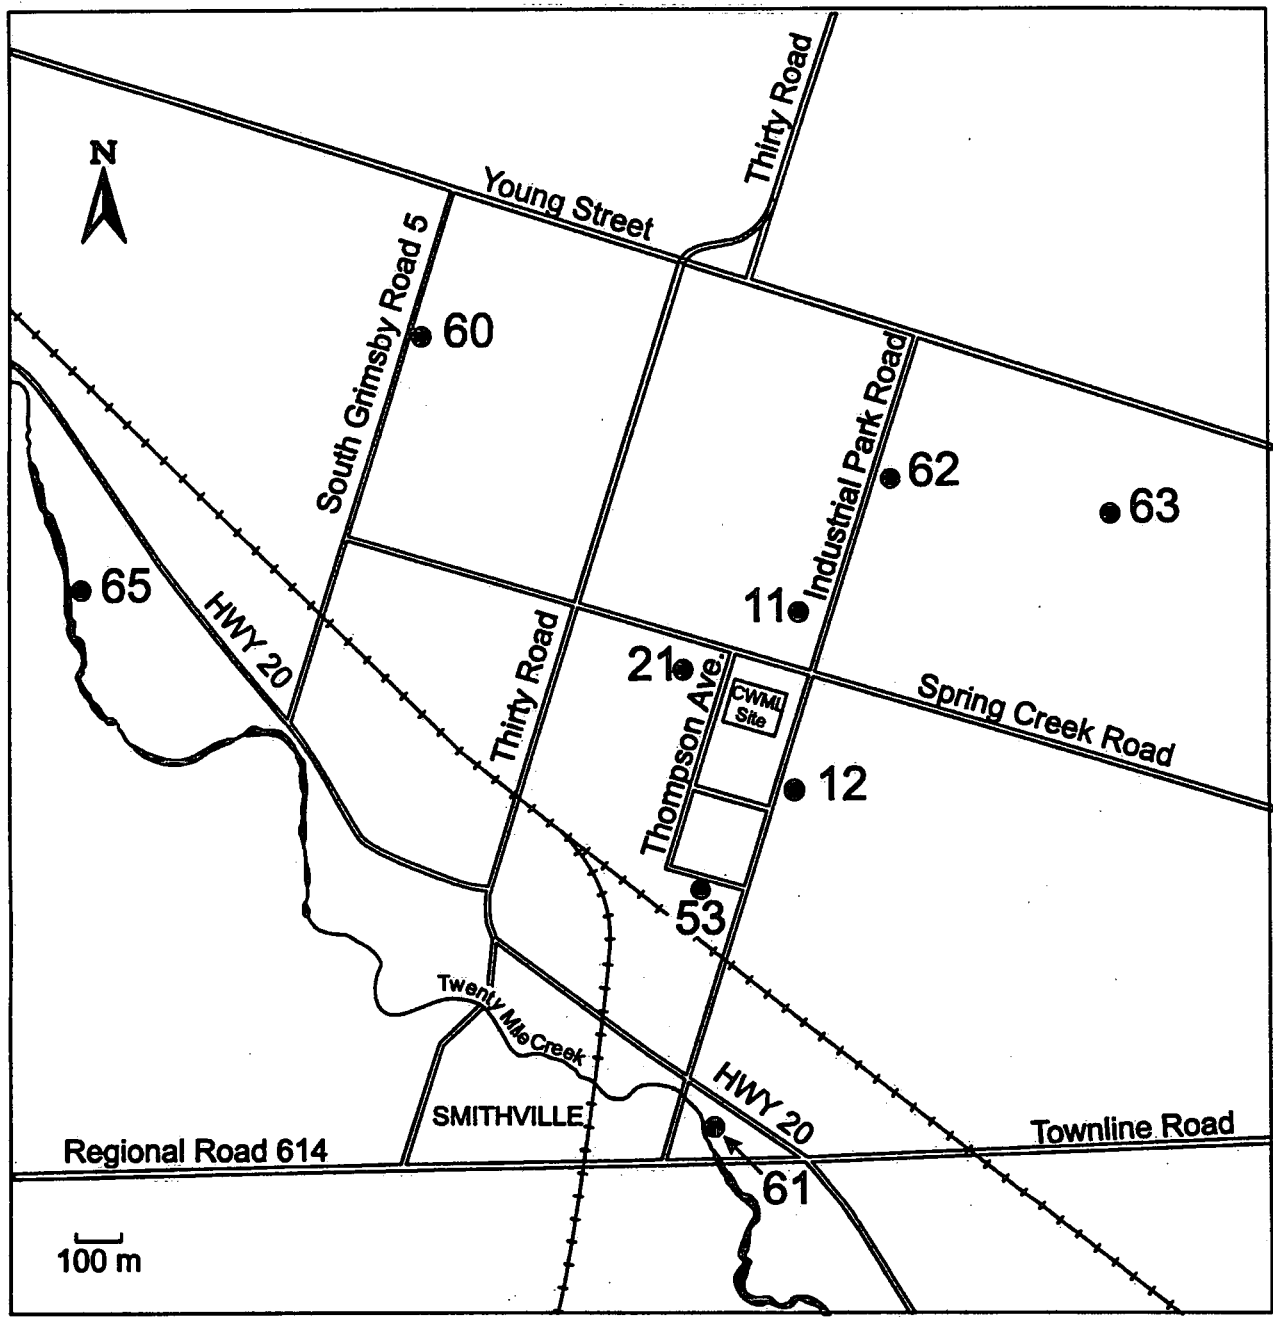 Thirty Road
N
Young Street
South Grimsby Road 5
60
Industrial Park Road
62
63
65
HWY 20
11
Thirty Road
21
Thompson Ave.
CWML
Site
Spring Creek Road
12
53
Twenty Mile Creek
HWY 20
SMITHVILLE
Townline Road
Regional Road 614
61
100 m